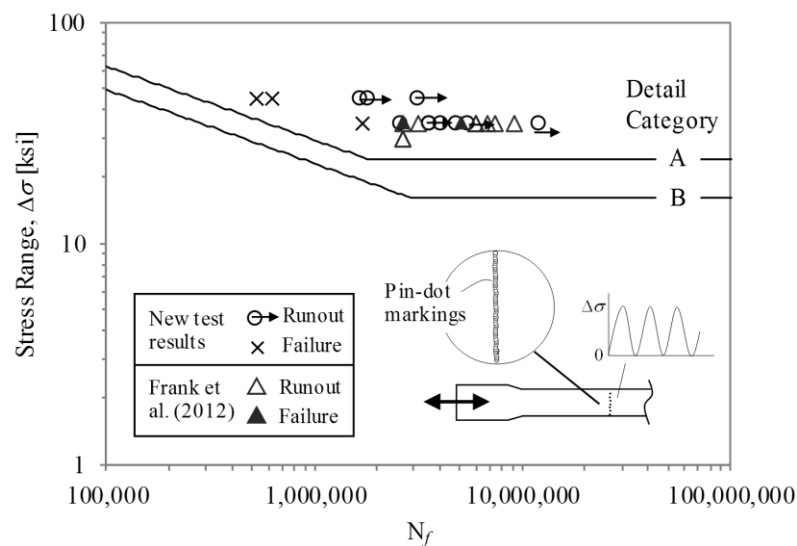 100
10
1
Stress Range, Δσ [ksi]
100,000
1,000,000
10,000,000
100,000,000
N_f
Detail
Category
A
B
Pin-dot
markings
Δσ
0
New test
results
Runout
Failure
Frank et
al. (2012)
Runout
Failure